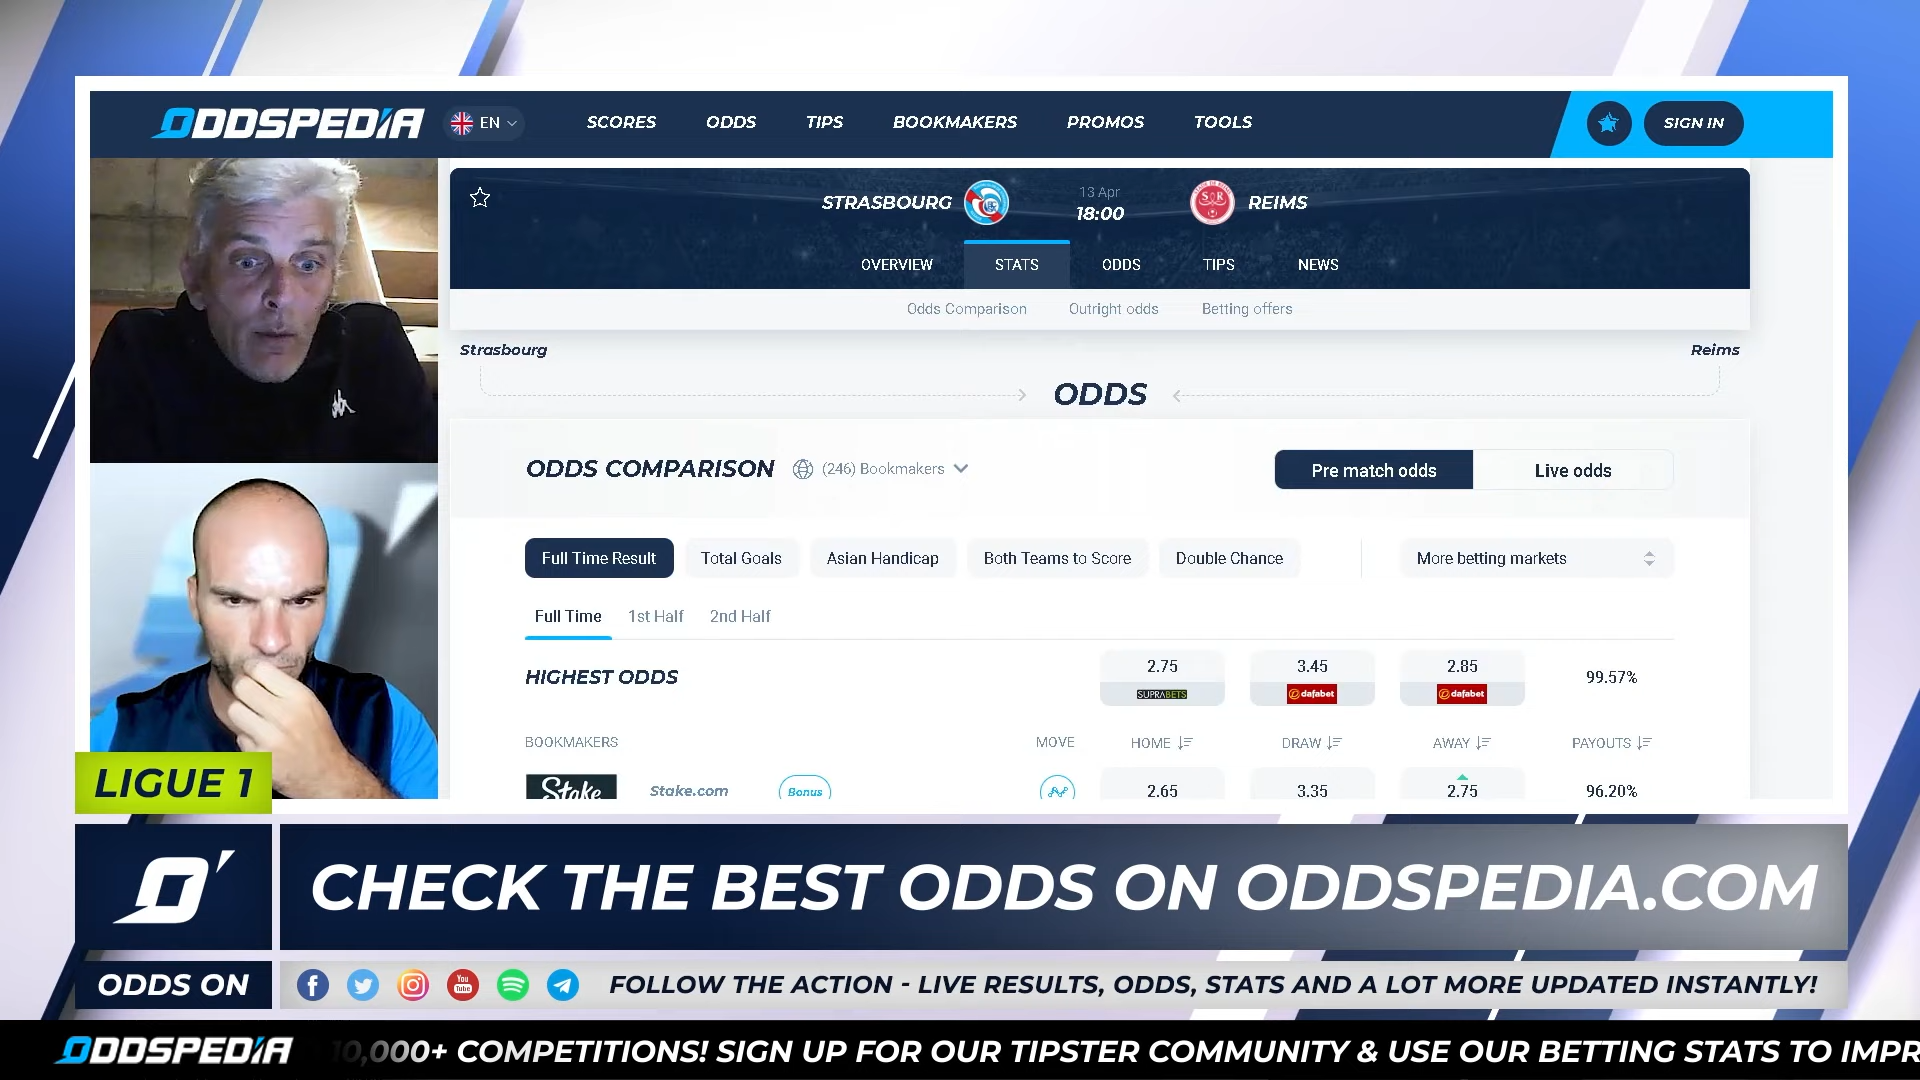 ODDSPEDIA
EN
SCORES ODDS TIPS BOOKMAKERS PROMOS TOOLS
SIGN IN
STRASBOURG
13 Apr
18:00
REIMS
OVERVIEW STATS ODDS TIPS NEWS
Odds Comparison Outright odds Betting offers
Strasbourg
Reims
ODDS
ODDS COMPARISON (246) Bookmakers
Pre match odds Live odds
Full Time Result Total Goals Asian Handicap Both Teams to Score Double Chance More betting markets
Full Time 1st Half 2nd Half
HIGHEST ODDS
2.75 3.45 2.85 99.57%
SUPRABETS dafabet dafabet
BOOKMAKERS MOVE HOME DRAW AWAY PAYOUTS
Stake Stake.com Bonus 2.65 3.35 2.75 96.20%
LIGUE 1
CHECK THE BEST ODDS ON ODDSPEDIA.COM
ODDS ON
FOLLOW THE ACTION - LIVE RESULTS, ODDS, STATS AND A LOT MORE UPDATED INSTANTLY!
ODDSPEDIA
10,000+ COMPETITIONS! SIGN UP FOR OUR TIPSTER COMMUNITY & USE OUR BETTING STATS TO IMPR